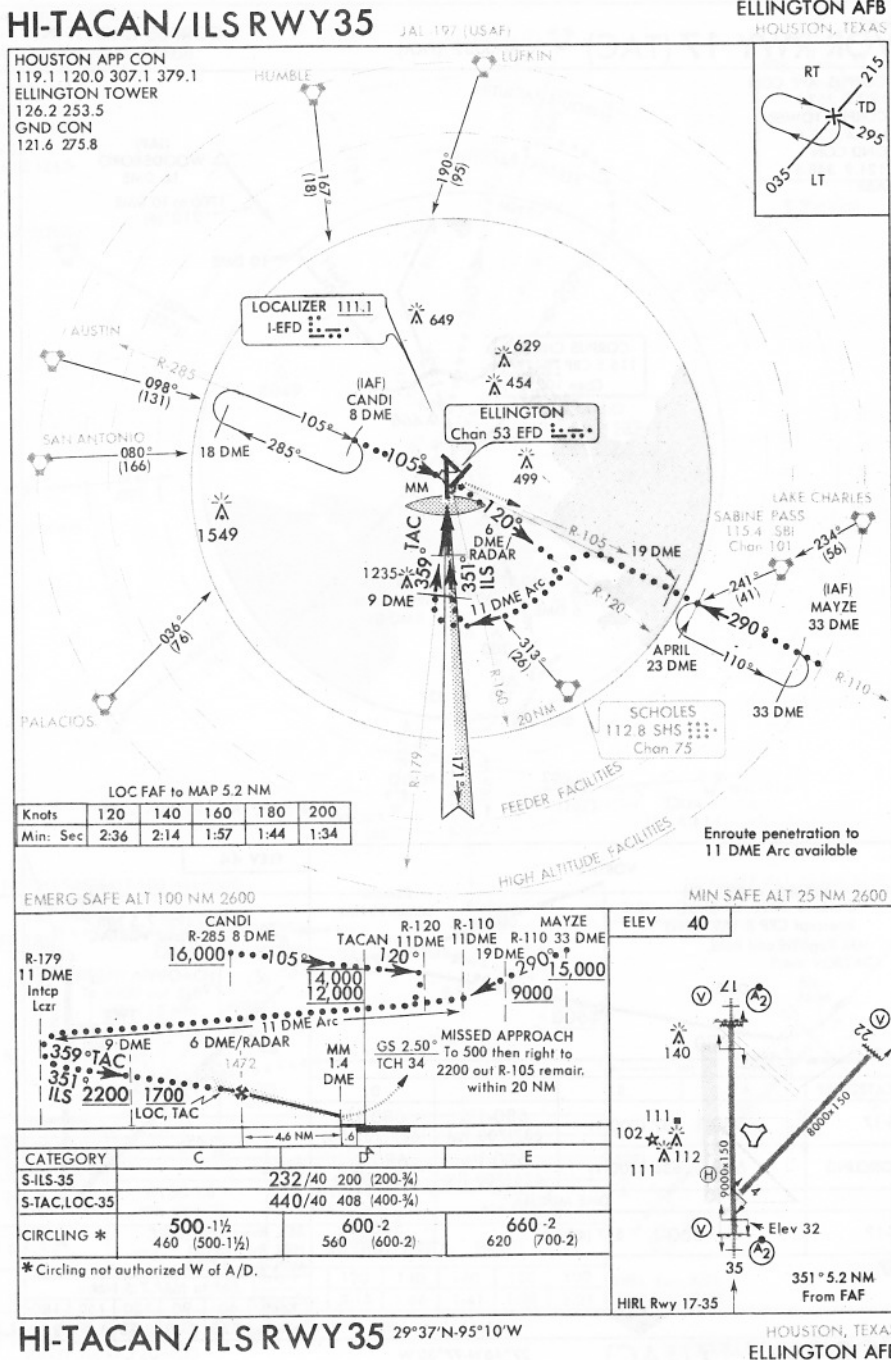 HI-TACAN/ILS RWY 35
JAL-197 (USAF)
ELLINGTON AFB
HOUSTON, TEXAS
HOUSTON APP CON
119.1 120.0 307.1 379.1
ELLINGTON TOWER
126.2 253.5
GND CON
121.6 275.8
HUMBLE
167°
(18)
LUFKIN
190°
(95)
RT
215
TD
295
035
LT
LOCALIZER 111.1
I-EFD
649
629
454
AUSTIN
R-285
098°
(131)
(IAF)
CANDI
8 DME
105°
285°
18 DME
105°
ELLINGTON
Chan 53 EFD
SAN ANTONIO
080°
(166)
1549
MM
499
120°
6
DME/
RADAR
R-105
19 DME
LAKE CHARLES
SABINE PASS
115.4 SBI
Chan 101
234°
(56)
241°
(41)
(IAF)
MAYZE
33 DME
TAC
359°
351°
ILS
1235
9 DME
11 DME Arc
R-120
290°
110°
APRIL
23 DME
R-110
33 DME
036°
(76)
313°
(26)
R-160
20 NM
PALACIOS
SCHOLES
112.8 SHS
Chan 75
R-179
171°
FEEDER FACILITIES
HIGH ALTITUDE FACILITIES
LOC FAF to MAP 5.2 NM
Knots 120 140 160 180 200
Min: Sec 2:36 2:14 1:57 1:44 1:34
Enroute penetration to
11 DME Arc available
EMERG SAFE ALT 100 NM 2600
MIN SAFE ALT 25 NM 2600
R-179
11 DME
Intcp
Lczr
CANDI
R-285 8 DME
16,000
105°
TACAN
14,000
12,000
120°
R-120
11DME
R-110
11DME
MAYZE
R-110 33 DME
19DME
290°
15,000
9000
11 DME Arc
9 DME
6 DME/RADAR
1472
359° TAC
351°
ILS
2200
1700
LOC, TAC
MM
1.4
DME
GS 2.50°
TCH 34
MISSED APPROACH
To 500 then right to
2200 out R-105 remain.
within 20 NM
4.6 NM
.6
CATEGORY C D E
S-ILS-35 232/40 200 (200-¾)
S-TAC,LOC-35 440/40 408 (400-¾)
CIRCLING * 500-1½ 600-2 660-2
460 (500-1½) 560 (600-2) 620 (700-2)
* Circling not authorized W of A/D.
ELEV 40
17
V
A2
V
22
140
111
102
112
111
H
9000x150
8000x150
4
V
Elev 32
A2
35
351° 5.2 NM
From FAF
HIRL Rwy 17-35
HI-TACAN/ILS RWY 35
29°37'N-95°10'W
HOUSTON, TEXAS
ELLINGTON AFB